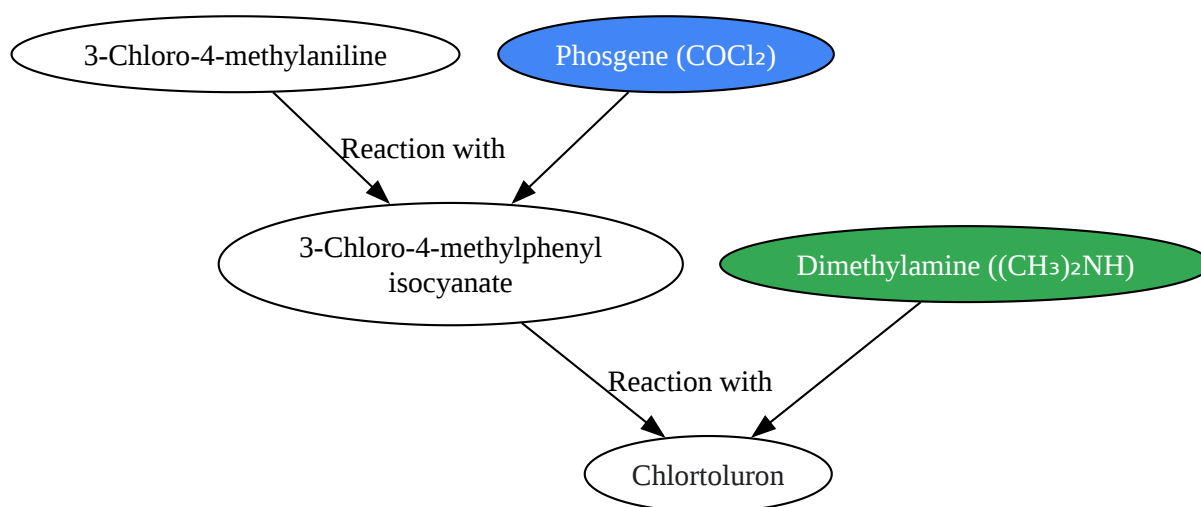 3-Chloro-4-methylaniline
Phosgene (COCl₂)
Reaction with
3-Chloro-4-methylphenyl
isocyanate
Dimethylamine ((CH₃)₂NH)
Reaction with
Chlortoluron